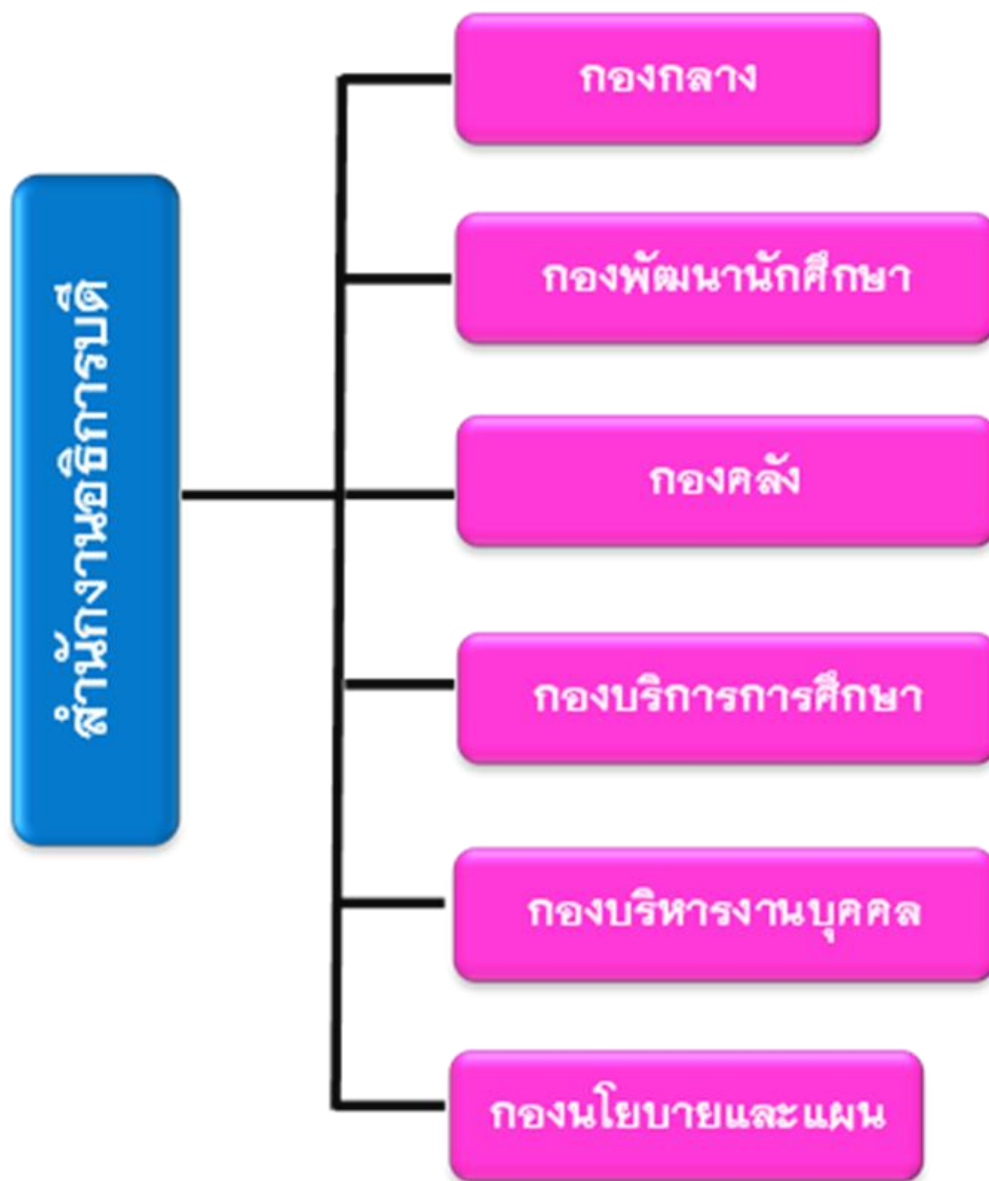 สำนักงานอธิการบดี
กองกลาง
กองพัฒนานักศึกษา
กองคลัง
กองบริการการศึกษา
กองบริหารงานบุคคล
กองนโยบายและแผน